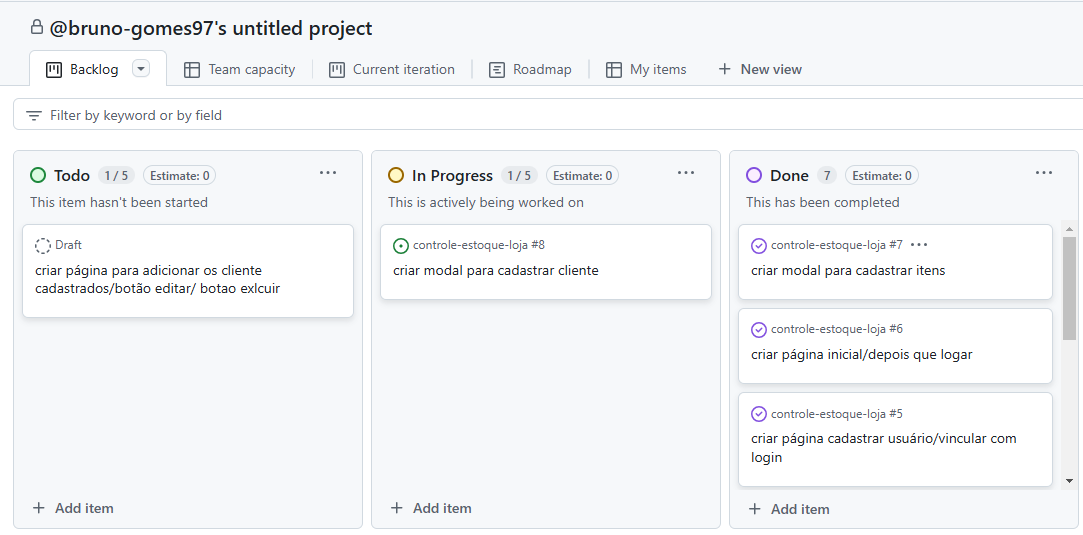 @bruno-gomes97's untitled project
Backlog
Team capacity
Current iteration
Roadmap
My items
New view
Filter by keyword or by field
Todo 1 / 5 Estimate: 0
This item hasn't been started
Draft
criar página para adicionar os cliente
cadastrados/botão editar/ botao exlcuir
Add item
In Progress 1 / 5 Estimate: 0
This is actively being worked on
controle-estoque-loja #8
criar modal para cadastrar cliente
Add item
Done 7 Estimate: 0
This has been completed
controle-estoque-loja #7
criar modal para cadastrar itens
controle-estoque-loja #6
criar página inicial/depois que logar
controle-estoque-loja #5
criar página cadastrar usuário/vincular com
login
Add item